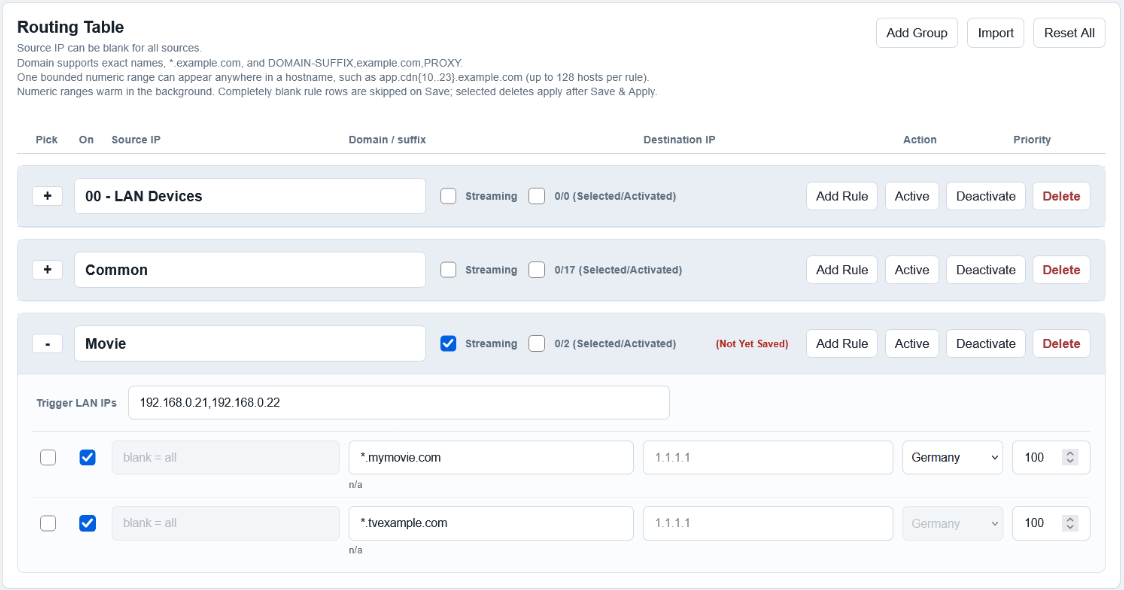 Routing Table
Add Group Import Reset All
Source IP can be blank for all sources.
Domain supports exact names, *.example.com, and DOMAIN-SUFFIX,example.com,PROXY.
One bounded numeric range can appear anywhere in a hostname, such as app.cdn{10..23}.example.com (up to 128 hosts per rule).
Numeric ranges warm in the background. Completely blank rule rows are skipped on Save; selected deletes apply after Save & Apply.
Pick On Source IP Domain / suffix Destination IP Action Priority
+ 00 - LAN Devices Streaming 0/0 (Selected/Activated) Add Rule Active Deactivate Delete
+ Common Streaming 0/17 (Selected/Activated) Add Rule Active Deactivate Delete
- Movie Streaming 0/2 (Selected/Activated) (Not Yet Saved) Add Rule Active Deactivate Delete
Trigger LAN IPs 192.168.0.21,192.168.0.22
blank = all *.mymovie.com 1.1.1.1 Germany 100
n/a
blank = all *.tvexample.com 1.1.1.1 Germany 100
n/a